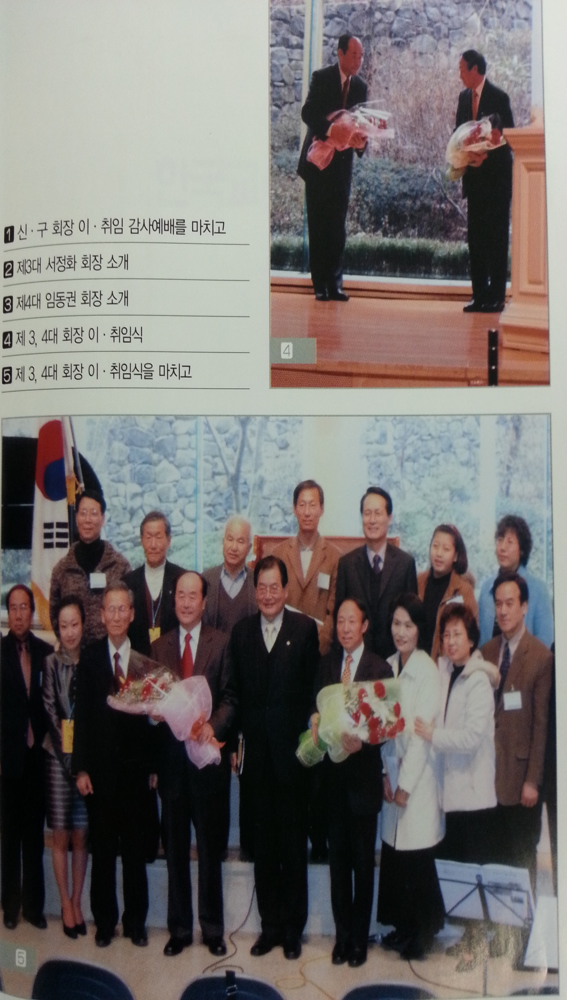 1 신·구 회장 이·취임 감사예배를 마치고
2 제3대 서정화 회장 소개
3 제4대 임동권 회장 소개
4 제 3, 4대 회장 이·취임식
5 제 3, 4대 회장 이·취임식을 마치고
4
5